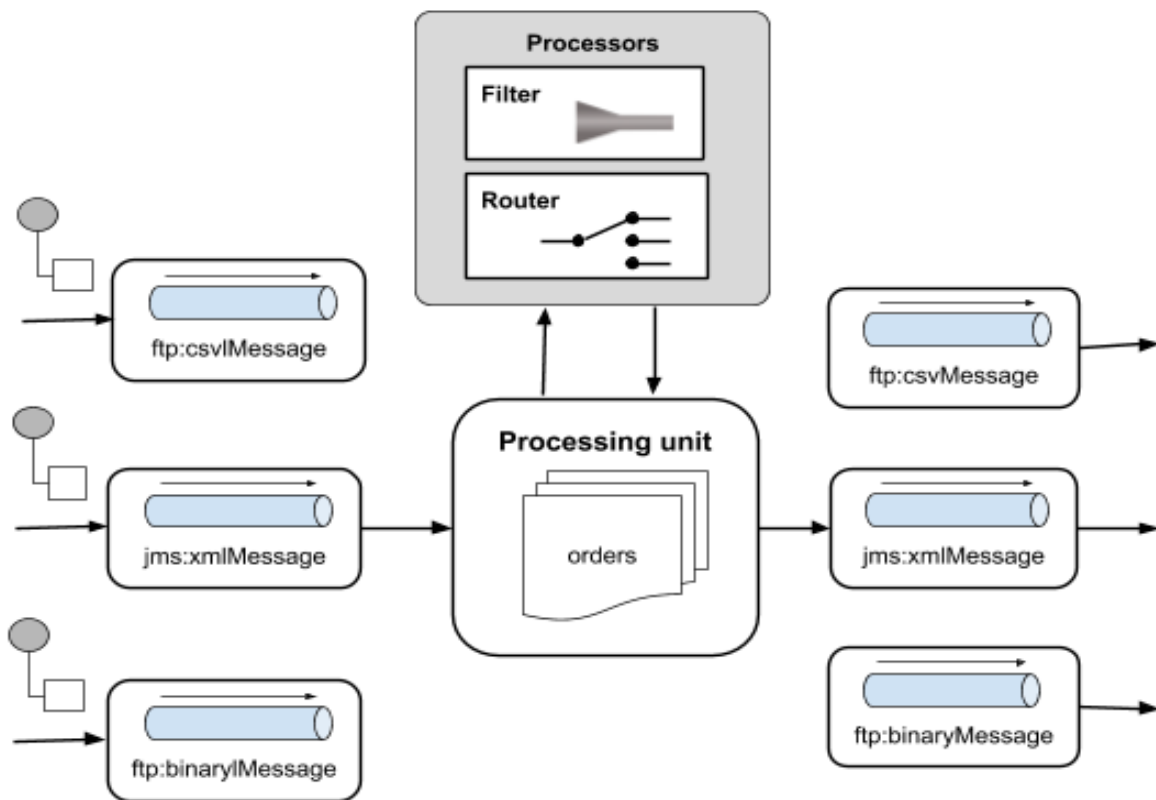 Processors
Filter
Router
ftp:csvlMessage
ftp:csvMessage
Processing unit
orders
jms:xmlMessage
jms:xmlMessage
ftp:binarylMessage
ftp:binaryMessage